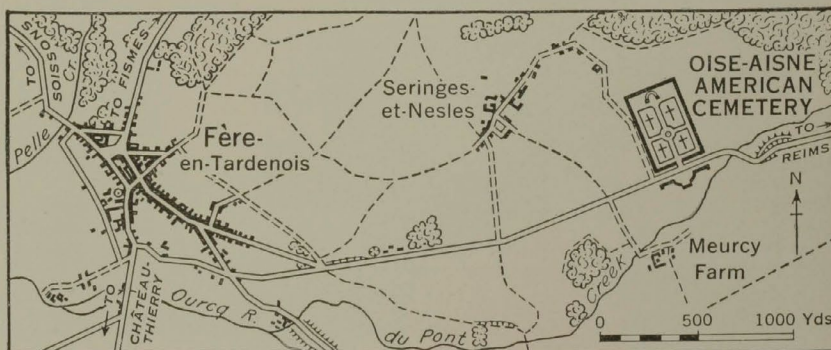 TO
SOISSONS
Cr.
TO FISMES
Pelle
Fère-
en-Tardenois
Seringes-
et-Nesles
OISE-AISNE
AMERICAN
CEMETERY
TO
REIMS
N
Meurcy
Farm
TO
CHÂTEAU-
THIERRY
Ourcq R.
du Pont
Creek
0 500 1000 Yds.